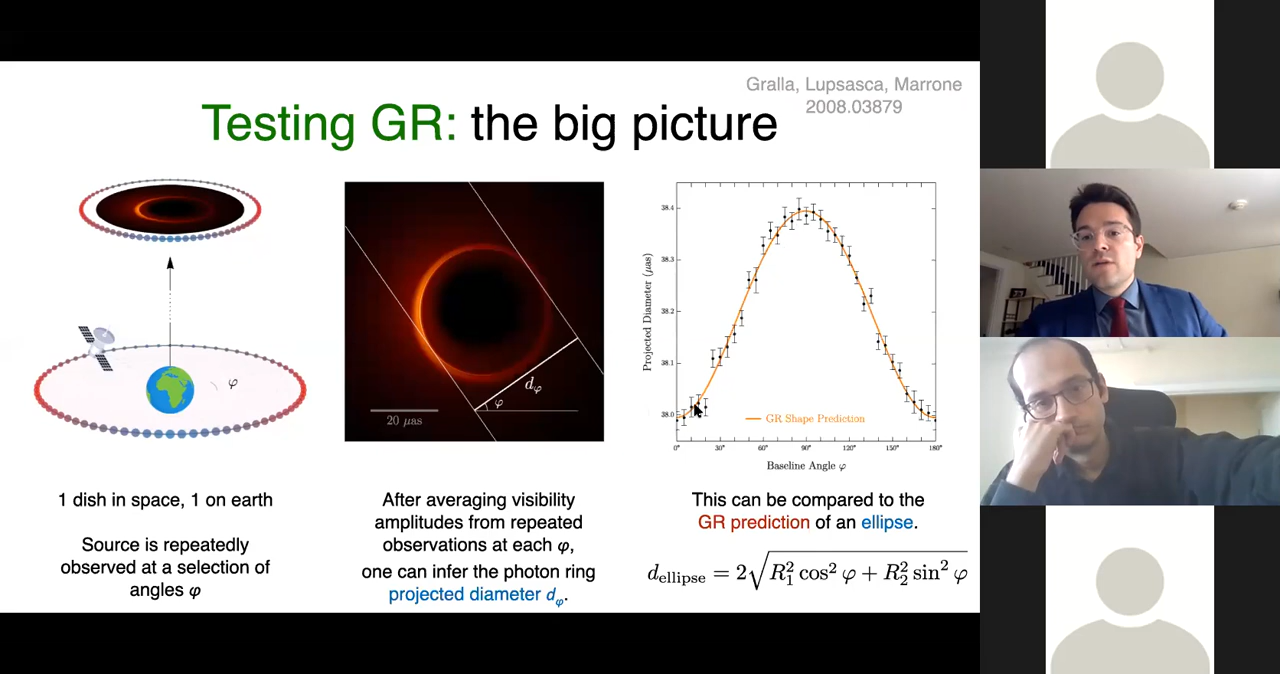 Gralla, Lupsasca, Marrone
2008.03879
Testing GR: the big picture
φ
20 μas
d_φ
φ
Projected Diameter (μas)
38.4
38.3
38.2
38.1
38.0
GR Shape Prediction
0° 30° 60° 90° 120° 150° 180°
Baseline Angle φ
1 dish in space, 1 on earth
Source is repeatedly
observed at a selection of
angles φ
After averaging visibility
amplitudes from repeated
observations at each φ,
one can infer the photon ring
projected diameter d_φ.
This can be compared to the
GR prediction of an ellipse.
d_ellipse = 2√(R₁² cos² φ + R₂² sin² φ)